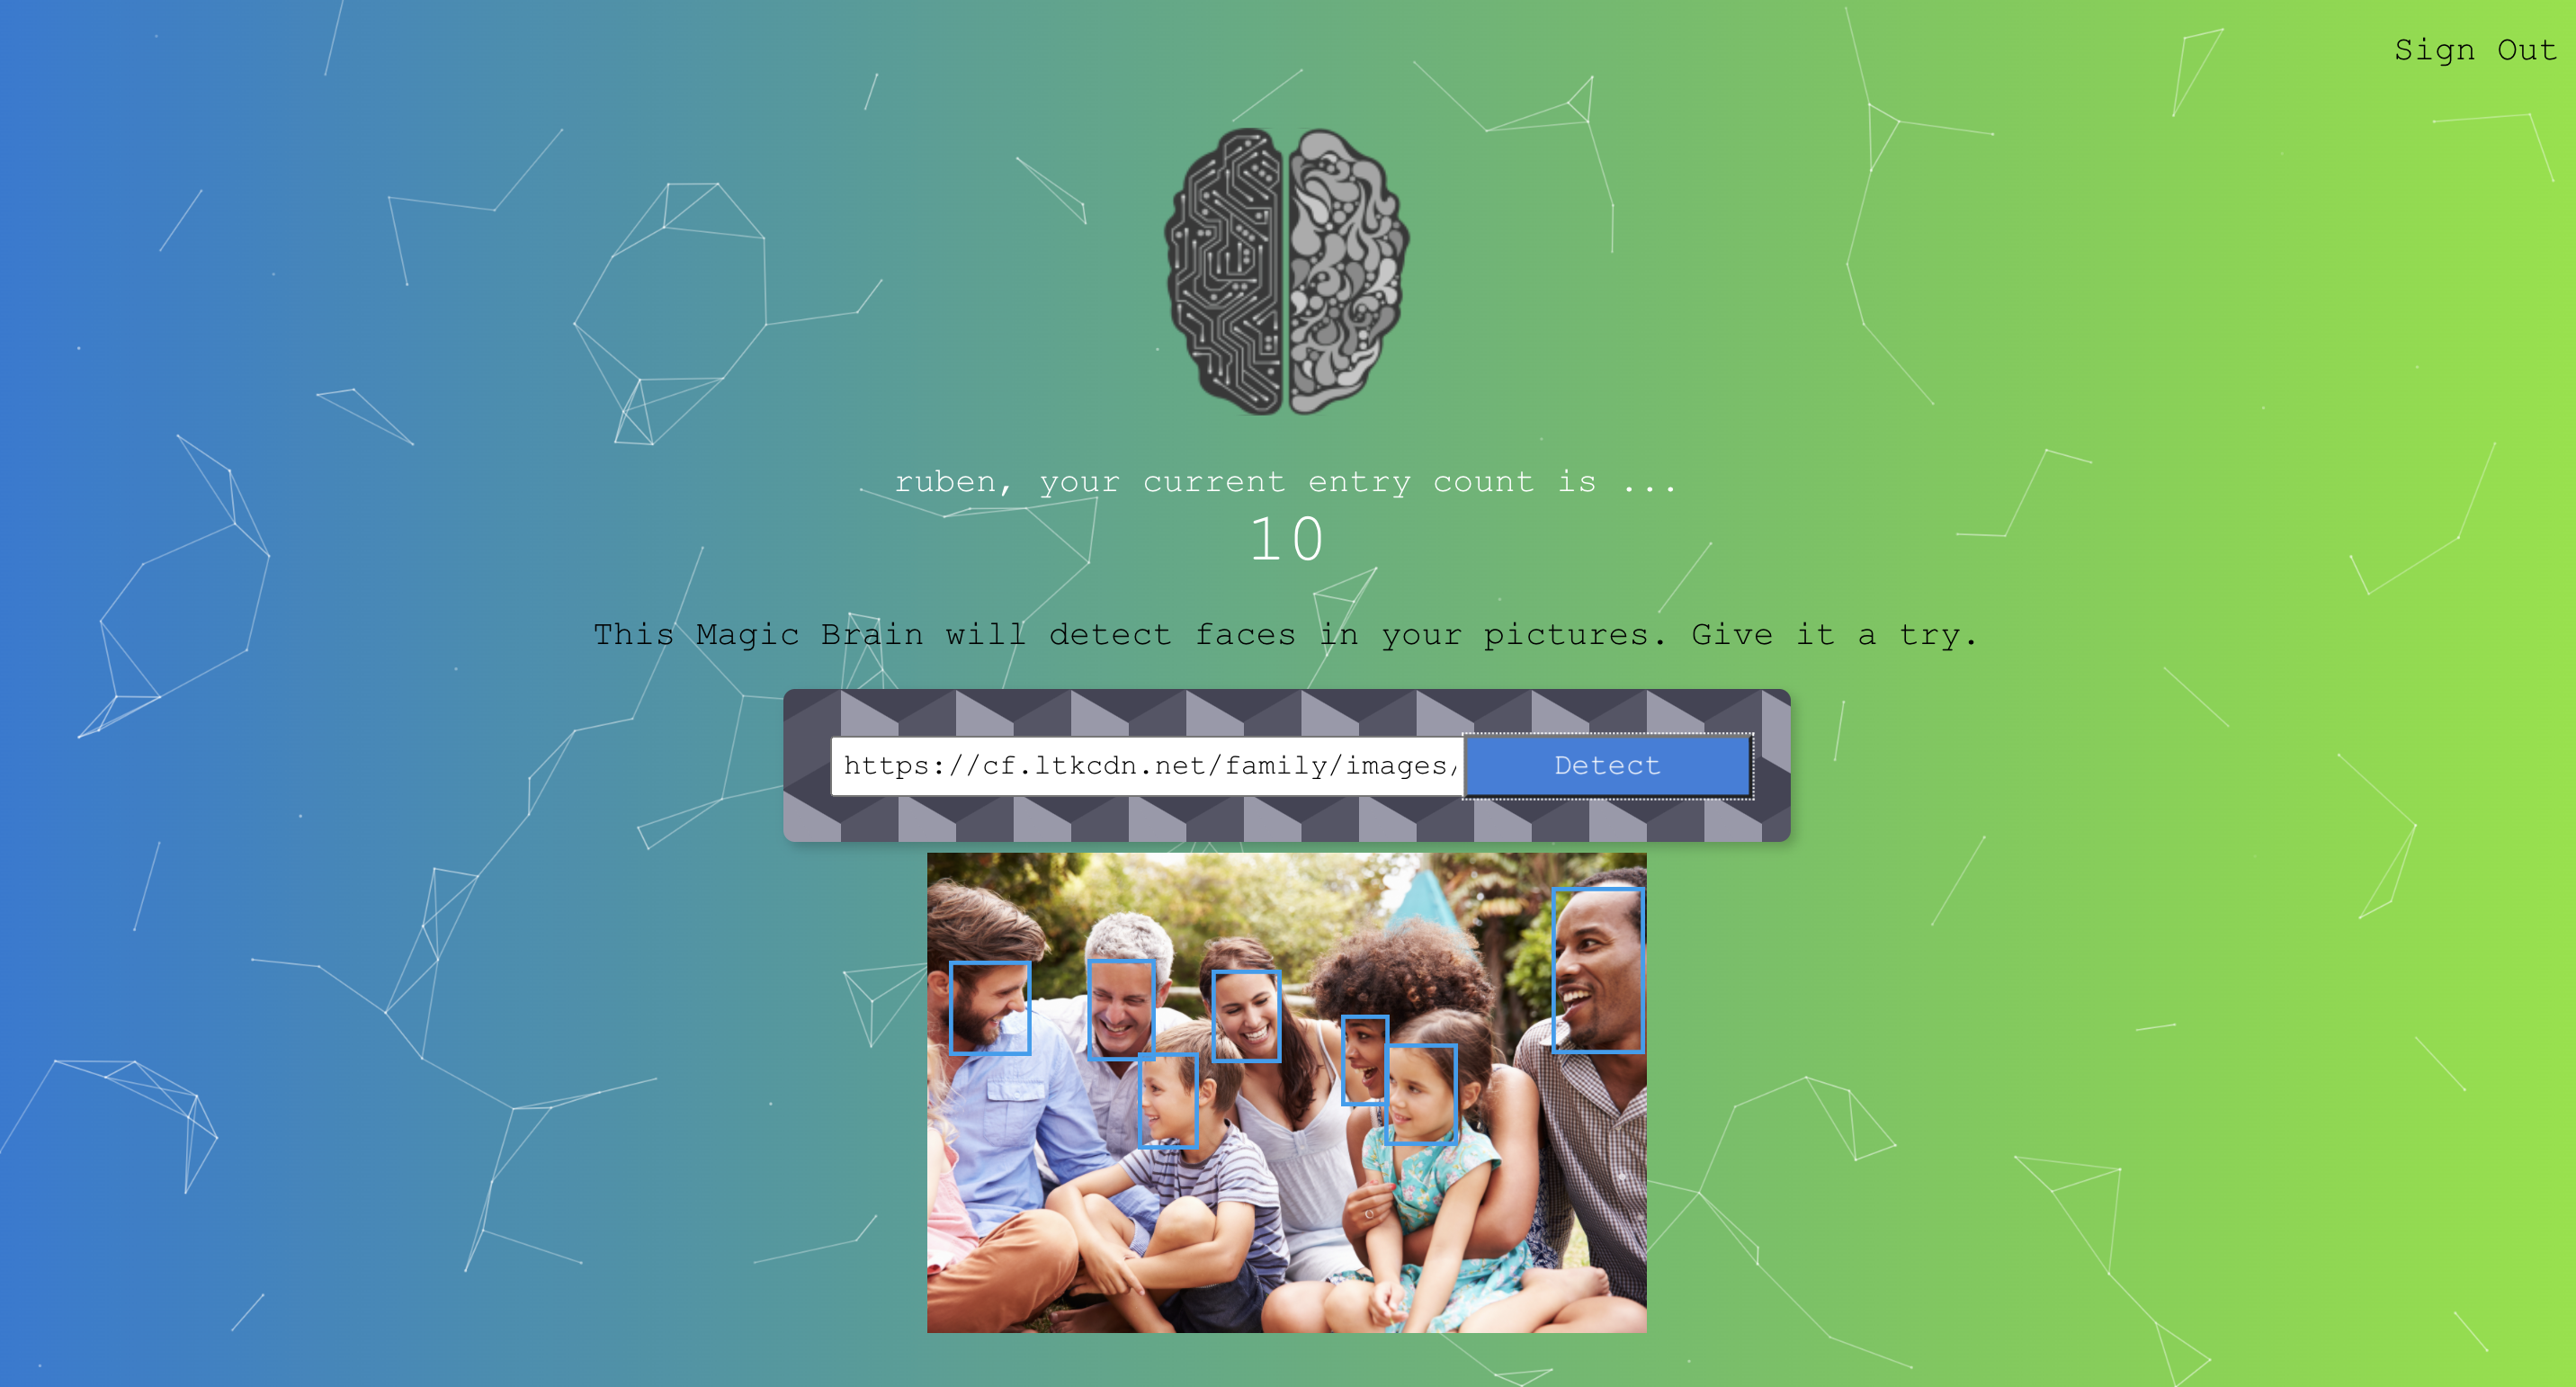 Sign Out
ruben, your current entry count is ...
10
This Magic Brain will detect faces in your pictures. Give it a try.
https://cf.ltkcdn.net/family/images/
Detect